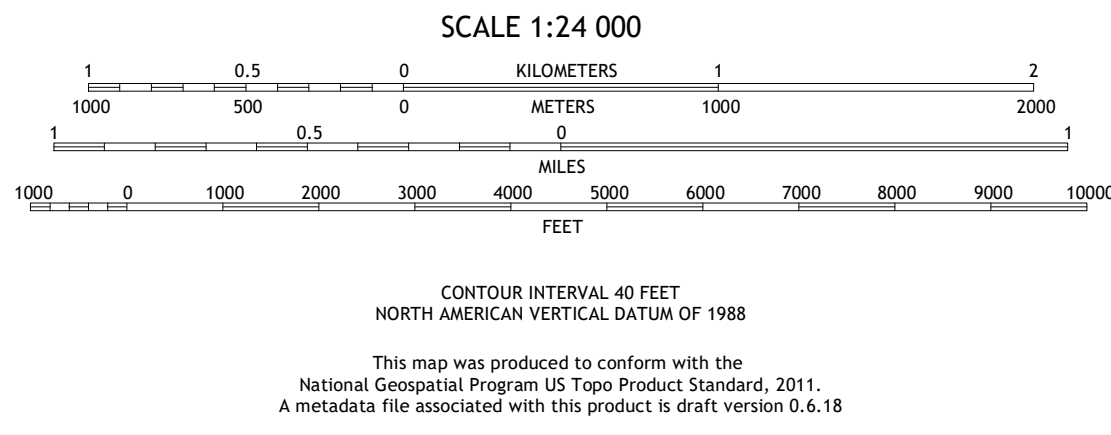 SCALE 1:24 000
1 0.5 0 KILOMETERS 1 2
1000 500 0 METERS 1000 2000
1 0.5 0 1
MILES
1000 0 1000 2000 3000 4000 5000 6000 7000 8000 9000 10000
FEET
CONTOUR INTERVAL 40 FEET
NORTH AMERICAN VERTICAL DATUM OF 1988
This map was produced to conform with the
National Geospatial Program US Topo Product Standard, 2011.
A metadata file associated with this product is draft version 0.6.18